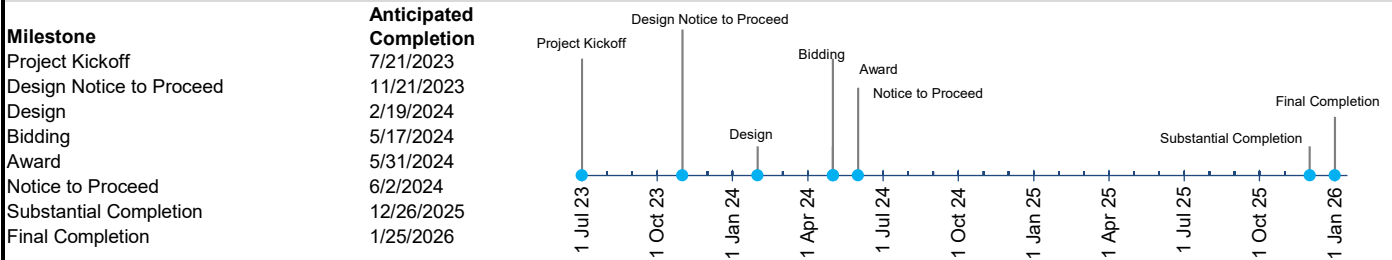 Milestone Anticipated Completion
Project Kickoff 7/21/2023
Design Notice to Proceed 11/21/2023
Design 2/19/2024
Bidding 5/17/2024
Award 5/31/2024
Notice to Proceed 6/2/2024
Substantial Completion 12/26/2025
Final Completion 1/25/2026
Design Notice to Proceed
Project Kickoff
Bidding
Award
Notice to Proceed
Final Completion
Design
Substantial Completion
1 Jul 23
1 Oct 23
1 Jan 24
1 Apr 24
1 Jul 24
1 Oct 24
1 Jan 25
1 Apr 25
1 Jul 25
1 Oct 25
1 Jan 26